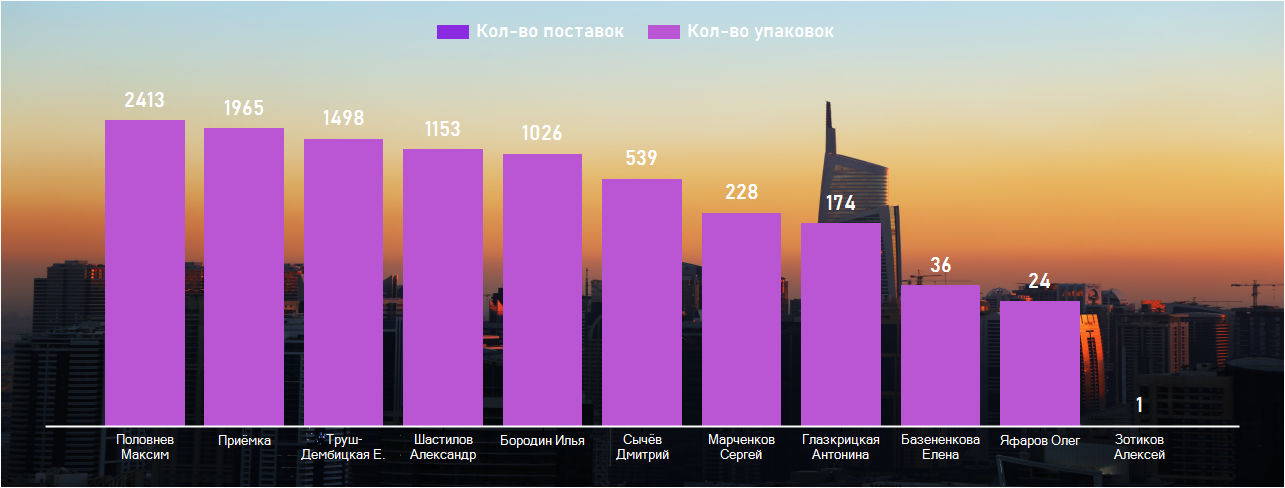 Кол-во поставок Кол-во упаковок
2413 1965 1498 1153 1026 539 228 174 36 24 1
Половнев Максим
Приёмка
Труш-
Дембицкая Е.
Шастилов
Александр
Бородин Илья
Сычёв
Дмитрий
Марченков
Сергей
Глазкрицкая
Антонина
Базененкова
Елена
Яфаров Олег
Зотиков
Алексей